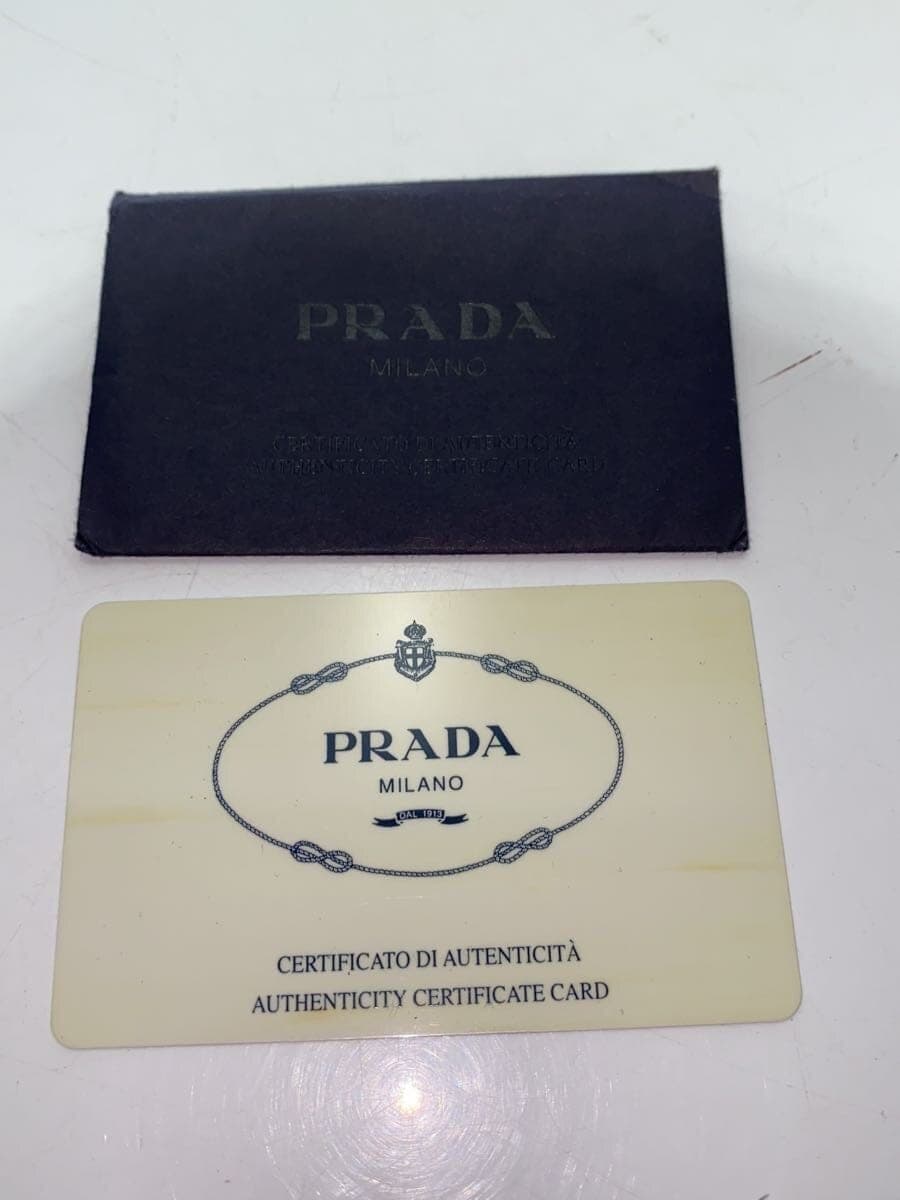 PRADA
MILANO
CERTIFICATO DI AUTENTICITÀ
AUTHENTICITY CERTIFICATE CARD
PRADA
MILANO
DAL 1913
CERTIFICATO DI AUTENTICITÀ
AUTHENTICITY CERTIFICATE CARD